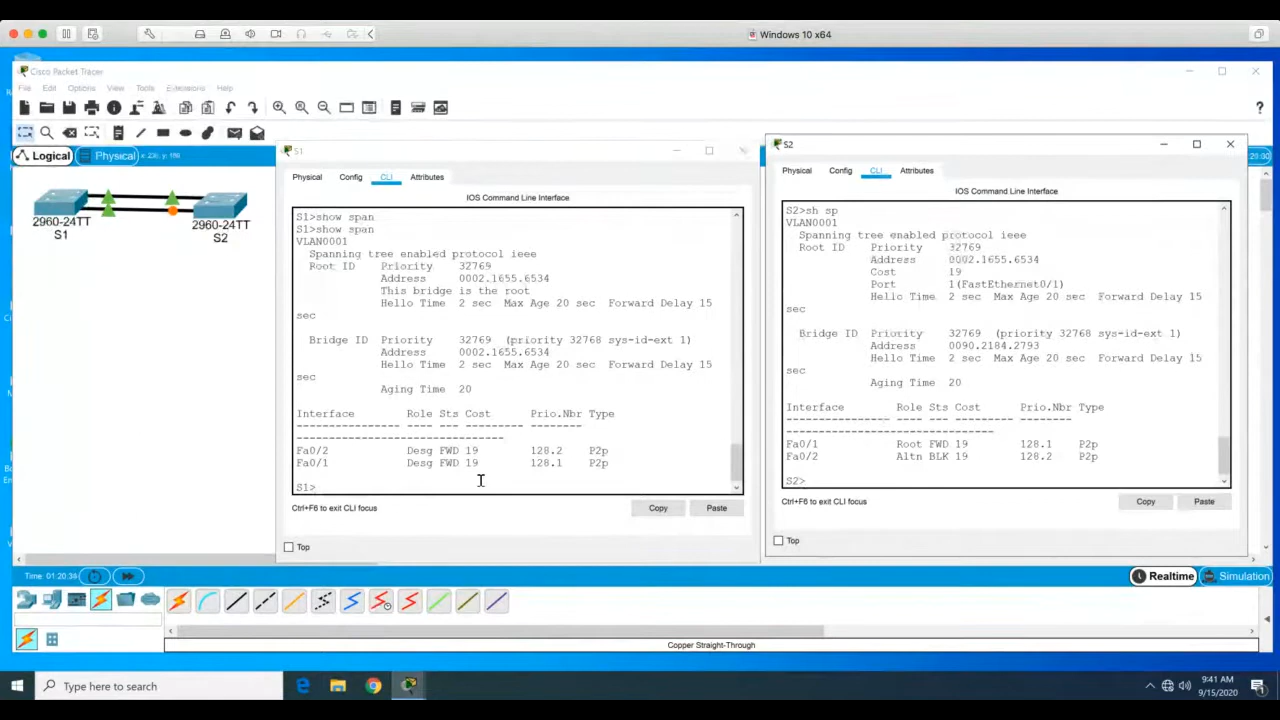 Windows 10 x64
Cisco Packet Tracer
File Edit Options View Tools Extensions Help
Logical
Physical
2960-24TT
S1
2960-24TT
S2
S1
Physical Config CLI Attributes
IOS Command Line Interface
S1>show span
S1>show span
VLAN0001
Spanning tree enabled protocol ieee
Root ID Priority 32769
Address 0002.1655.6534
This bridge is the root
Hello Time 2 sec Max Age 20 sec Forward Delay 15
sec
Bridge ID Priority 32769 (priority 32768 sys-id-ext 1)
Address 0002.1655.6534
Hello Time 2 sec Max Age 20 sec Forward Delay 15
sec
Aging Time 20
Interface Role Sts Cost Prio.Nbr Type
---------------- ---- --- --------- --------
--------------------------------
Fa0/2 Desg FWD 19 128.2 P2p
Fa0/1 Desg FWD 19 128.1 P2p
S1>
Ctrl+F6 to exit CLI focus
Copy
Paste
Top
S2
Physical Config CLI Attributes
IOS Command Line Interface
S2>sh sp
VLAN0001
Spanning tree enabled protocol ieee
Root ID Priority 32769
Address 0002.1655.6534
Cost 19
Port 1(FastEthernet0/1)
Hello Time 2 sec Max Age 20 sec Forward Delay 15
sec
Bridge ID Priority 32769 (priority 32768 sys-id-ext 1)
Address 0090.2184.2793
Hello Time 2 sec Max Age 20 sec Forward Delay 15
sec
Aging Time 20
Interface Role Sts Cost Prio.Nbr Type
---------------- ---- --- --------- --------
--------------------------------
Fa0/1 Root FWD 19 128.1 P2p
Fa0/2 Altn BLK 19 128.2 P2p
S2>
Ctrl+F6 to exit CLI focus
Copy
Paste
Top
Realtime
Simulation
Copper Straight-Through
Type here to search
9:41 AM
9/15/2020